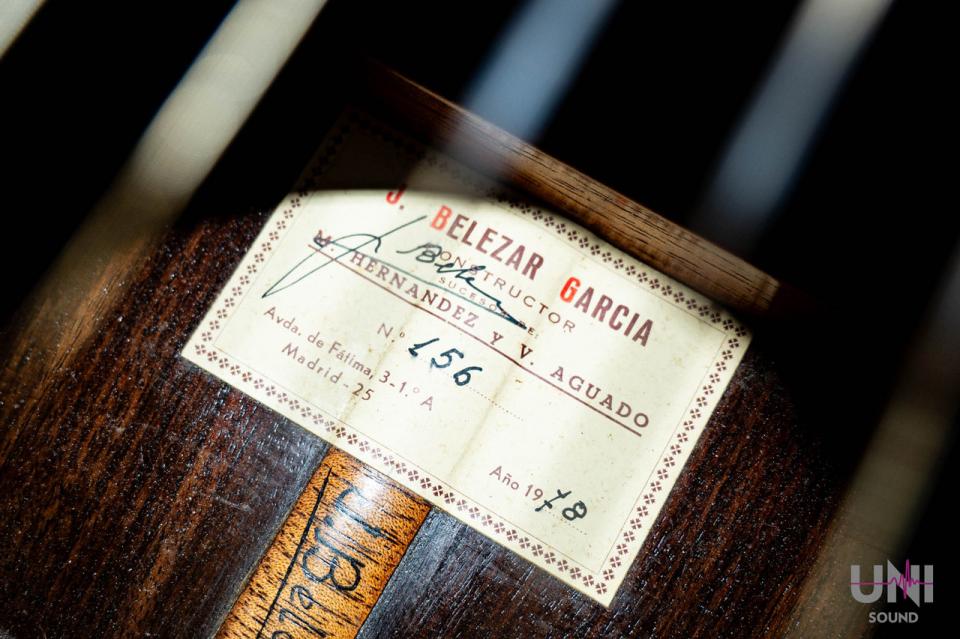 J. BELEZAR GARCIA
CONSTRUCTOR
SUCESOR DE
M. HERNANDEZ Y V. AGUADO
N.º 156
Avda. de Fátima, 3-1.º A
Madrid - 25
Año 1978
UNI
SOUND